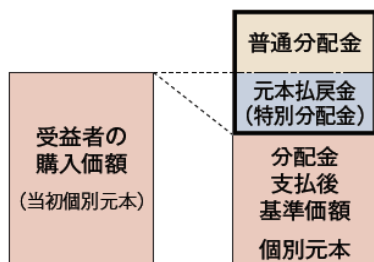 普通分配金
元本払戻金
（特別分配金）
受益者の
購入価額
（当初個別元本）
分配金
支払後
基準価額
個別元本